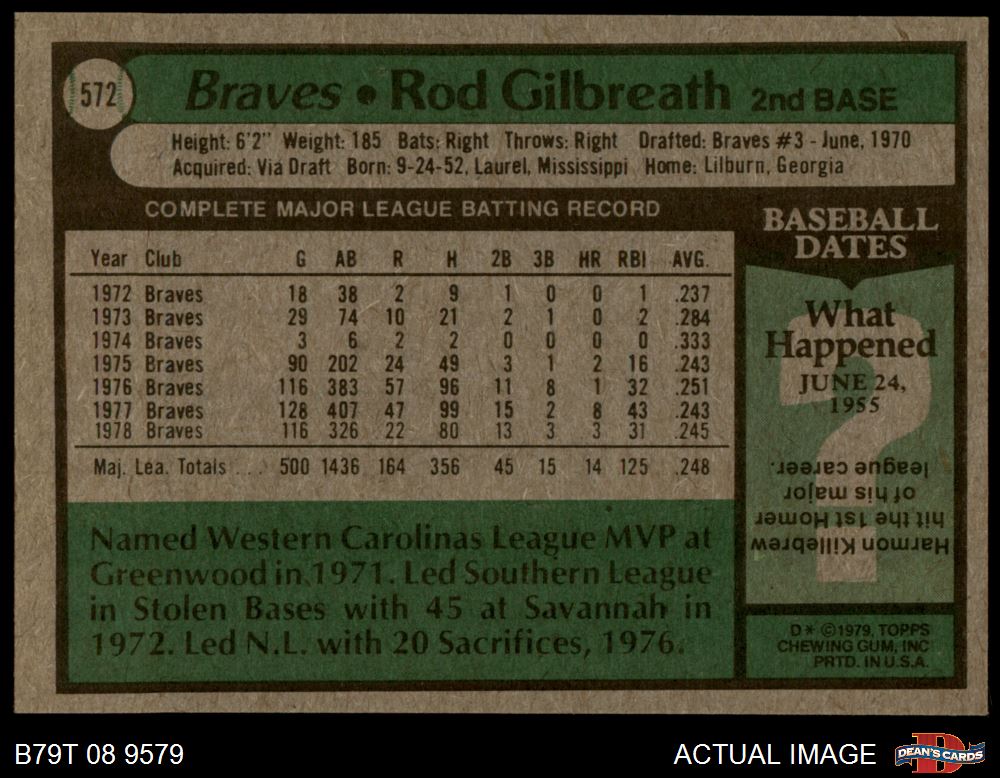 572
Braves • Rod Gilbreath 2nd BASE
Height: 6'2" Weight: 185 Bats: Right Throws: Right Drafted: Braves #3 - June, 1970
Acquired: Via Draft Born: 9-24-52, Laurel, Mississippi Home: Lilburn, Georgia
COMPLETE MAJOR LEAGUE BATTING RECORD
Year Club G AB R H 2B 3B HR RBI AVG.
1972 Braves 18 38 2 9 1 0 0 1 .237
1973 Braves 29 74 10 21 2 1 0 2 .284
1974 Braves 3 6 2 2 0 0 0 0 .333
1975 Braves 90 202 24 49 3 1 2 16 .243
1976 Braves 116 383 57 96 11 8 1 32 .251
1977 Braves 128 407 47 99 15 2 8 43 .243
1978 Braves 116 326 22 80 13 3 3 31 .245
Maj. Lea. Totals . . . 500 1436 164 356 45 15 14 125 .248
Named Western Carolinas League MVP at
Greenwood in 1971. Led Southern League
in Stolen Bases with 45 at Savannah in
1972. Led N.L. with 20 Sacrifices, 1976.
BASEBALL
DATES
What
Happened
JUNE 24,
1955
?
Harmon Killebrew
hit the 1st Homer
of his major
league career.
D* ©1979, TOPPS
CHEWING GUM, INC
PRTD. IN U.S.A.
B79T 08 9579
ACTUAL IMAGE
D
DEAN'S CARDS